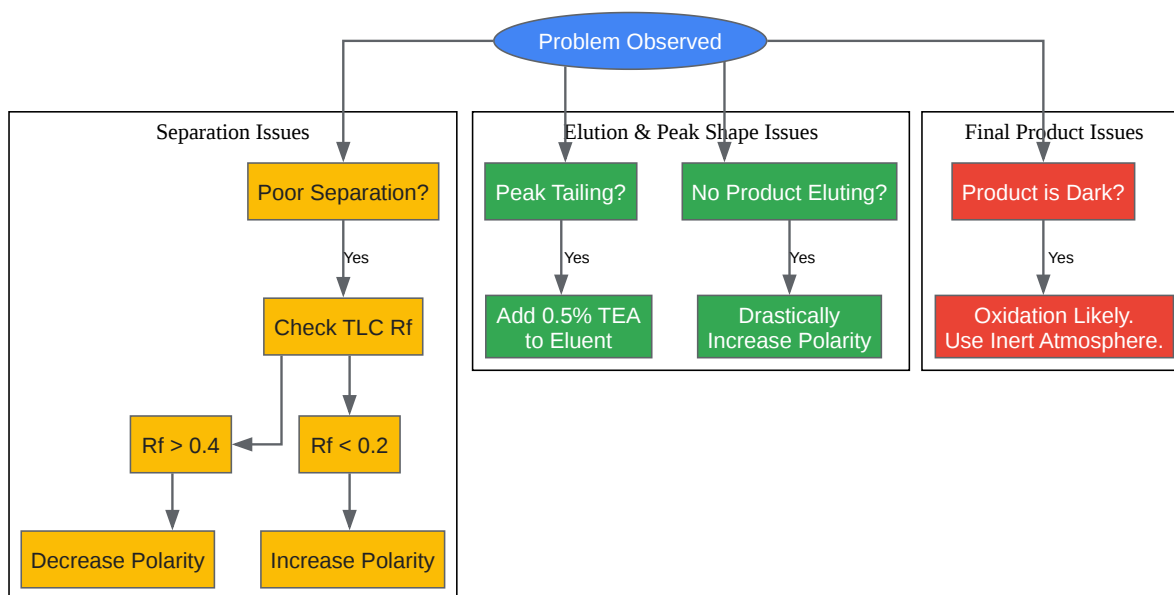 Problem Observed
Separation Issues
Elution & Peak Shape Issues
Final Product Issues
Poor Separation?
Peak Tailing?
No Product Eluting?
Product is Dark?
Yes
Yes
Yes
Yes
Check TLC Rf
Add 0.5% TEA
to Eluent
Drastically
Increase Polarity
Oxidation Likely.
Use Inert Atmosphere.
Rf > 0.4
Rf < 0.2
Decrease Polarity
Increase Polarity